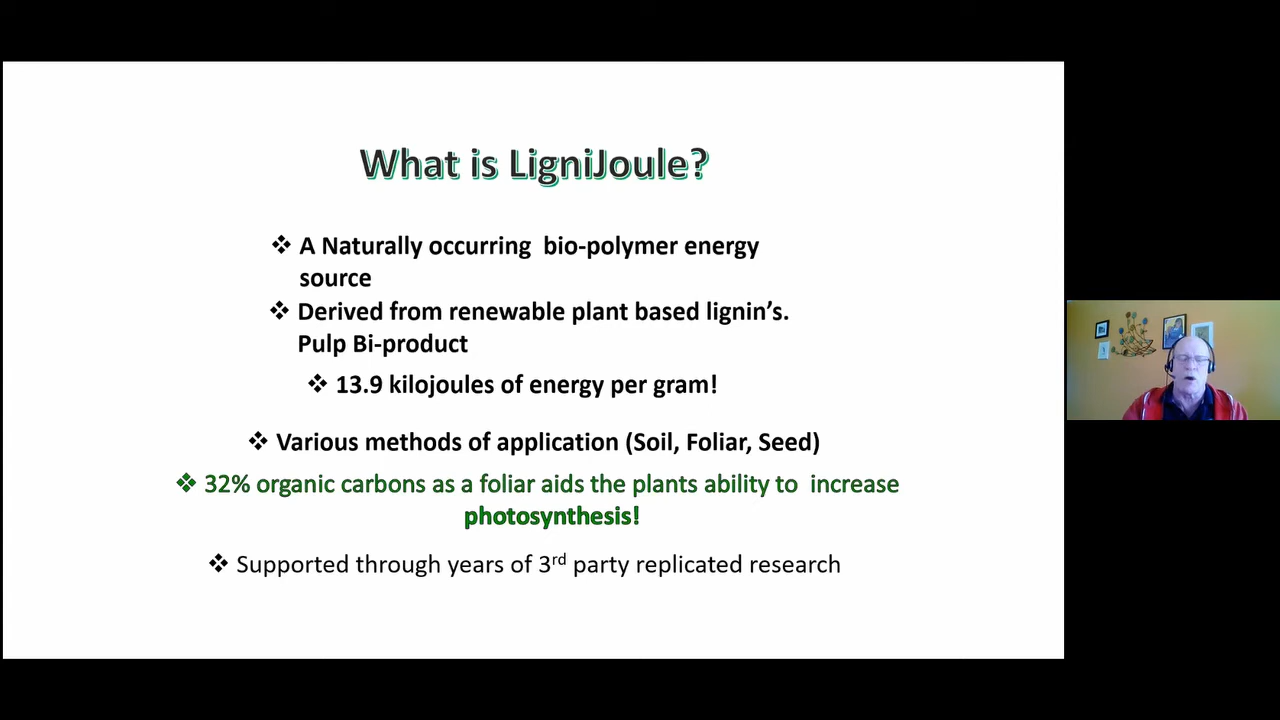 What is LigniJoule?
❖ A Naturally occurring bio-polymer energy
source
❖ Derived from renewable plant based lignin’s.
Pulp Bi-product
❖ 13.9 kilojoules of energy per gram!
❖ Various methods of application (Soil, Foliar, Seed)
❖ 32% organic carbons as a foliar aids the plants ability to increase
photosynthesis!
❖ Supported through years of 3rd party replicated research